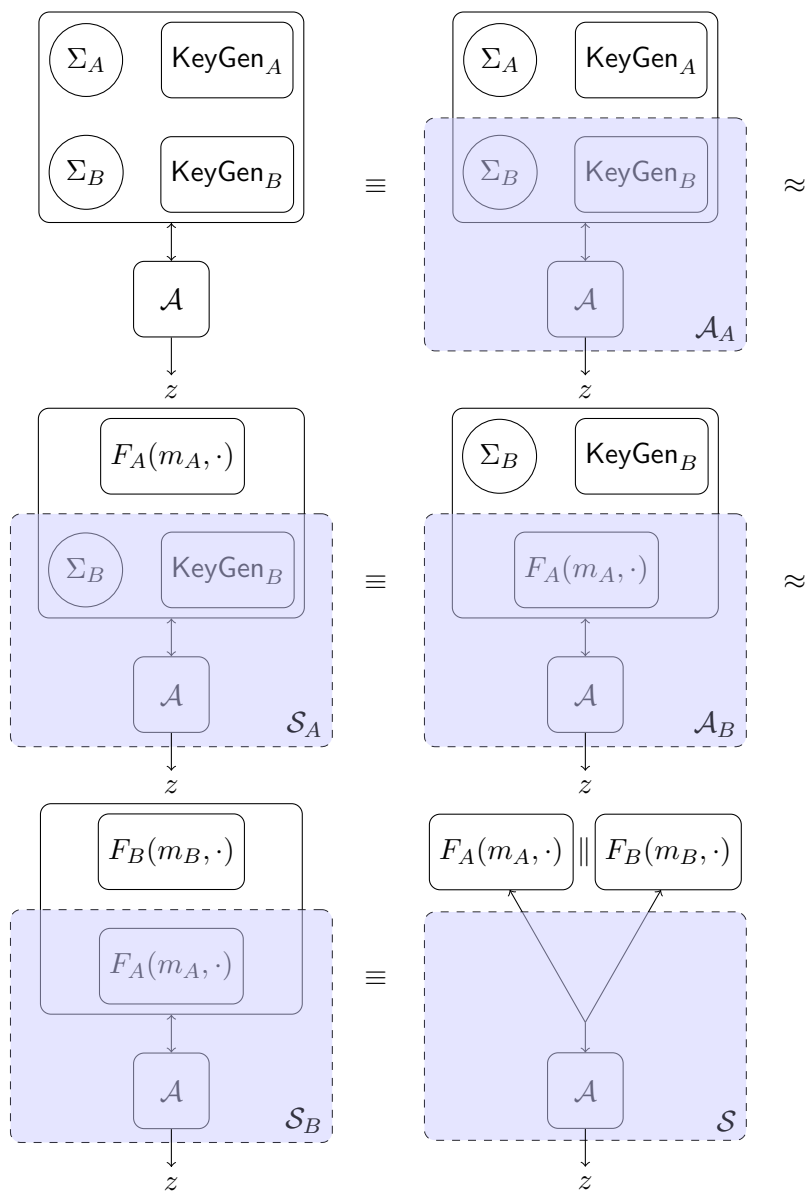 Σ_A KeyGen_A Σ_A KeyGen_A
Σ_B KeyGen_B ≡ Σ_B KeyGen_B ≈
𝒜 𝒜 𝒜_A
z z
F_A(m_A, ·) Σ_B KeyGen_B
Σ_B KeyGen_B ≡ F_A(m_A, ·) ≈
𝒜 𝒮_A 𝒜 𝒜_B
z z
F_B(m_B, ·) F_A(m_A, ·) || F_B(m_B, ·)
F_A(m_A, ·) ≡
𝒜 𝒮_B 𝒜 𝒮
z z